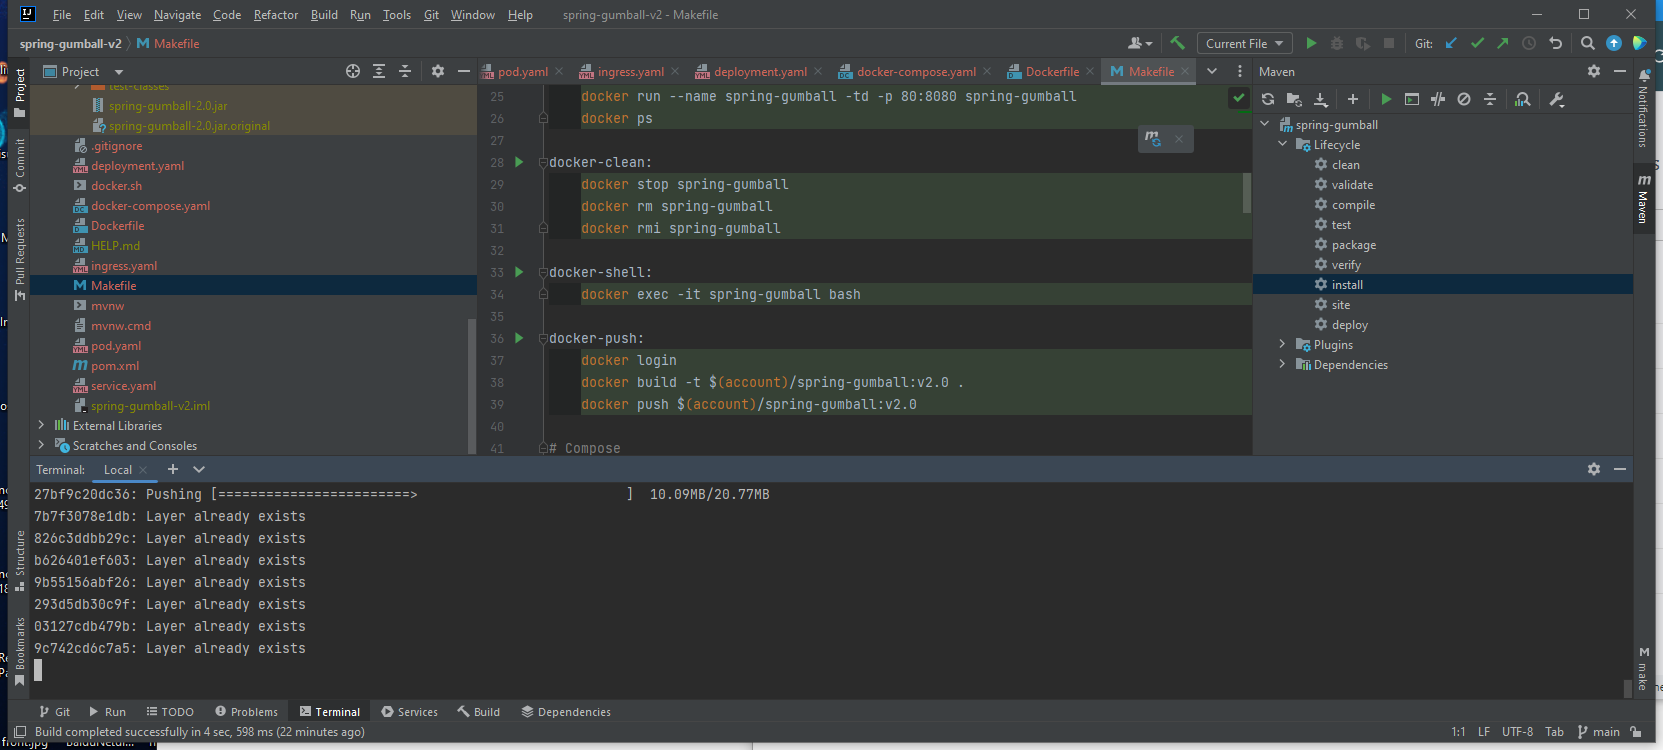 File Edit View Navigate Code Refactor Build Run Tools Git Window Help spring-gumball-v2 - Makefile
spring-gumball-v2 Makefile Current File Git:
Project pod.yaml ingress.yaml deployment.yaml docker-compose.yaml Dockerfile Makefile Maven
test-classes
spring-gumball-2.0.jar
spring-gumball-2.0.jar.original
.gitignore
deployment.yaml
docker.sh
docker-compose.yaml
Dockerfile
HELP.md
ingress.yaml
Makefile
mvnw
mvnw.cmd
pod.yaml
pom.xml
service.yaml
spring-gumball-v2.iml
External Libraries
Scratches and Consoles
25 docker run --name spring-gumball -td -p 80:8080 spring-gumball
26 docker ps
27
28 docker-clean:
29 docker stop spring-gumball
30 docker rm spring-gumball
31 docker rmi spring-gumball
32
33 docker-shell:
34 docker exec -it spring-gumball bash
35
36 docker-push:
37 docker login
38 docker build -t $(account)/spring-gumball:v2.0 .
39 docker push $(account)/spring-gumball:v2.0
40
41 # Compose
spring-gumball
Lifecycle
clean
validate
compile
test
package
verify
install
site
deploy
Plugins
Dependencies
Project
Commit
Pull Requests
Structure
Bookmarks
Notifications
Maven
make
Terminal: Local
27bf9c20dc36: Pushing [========================> ] 10.09MB/20.77MB
7b7f3078e1db: Layer already exists
826c3ddbb29c: Layer already exists
b626401ef603: Layer already exists
9b55156abf26: Layer already exists
293d5db30c9f: Layer already exists
03127cdb479b: Layer already exists
9c742cd6c7a5: Layer already exists
Git Run TODO Problems Terminal Services Build Dependencies
Build completed successfully in 4 sec, 598 ms (22 minutes ago) 1:1 LF UTF-8 Tab main